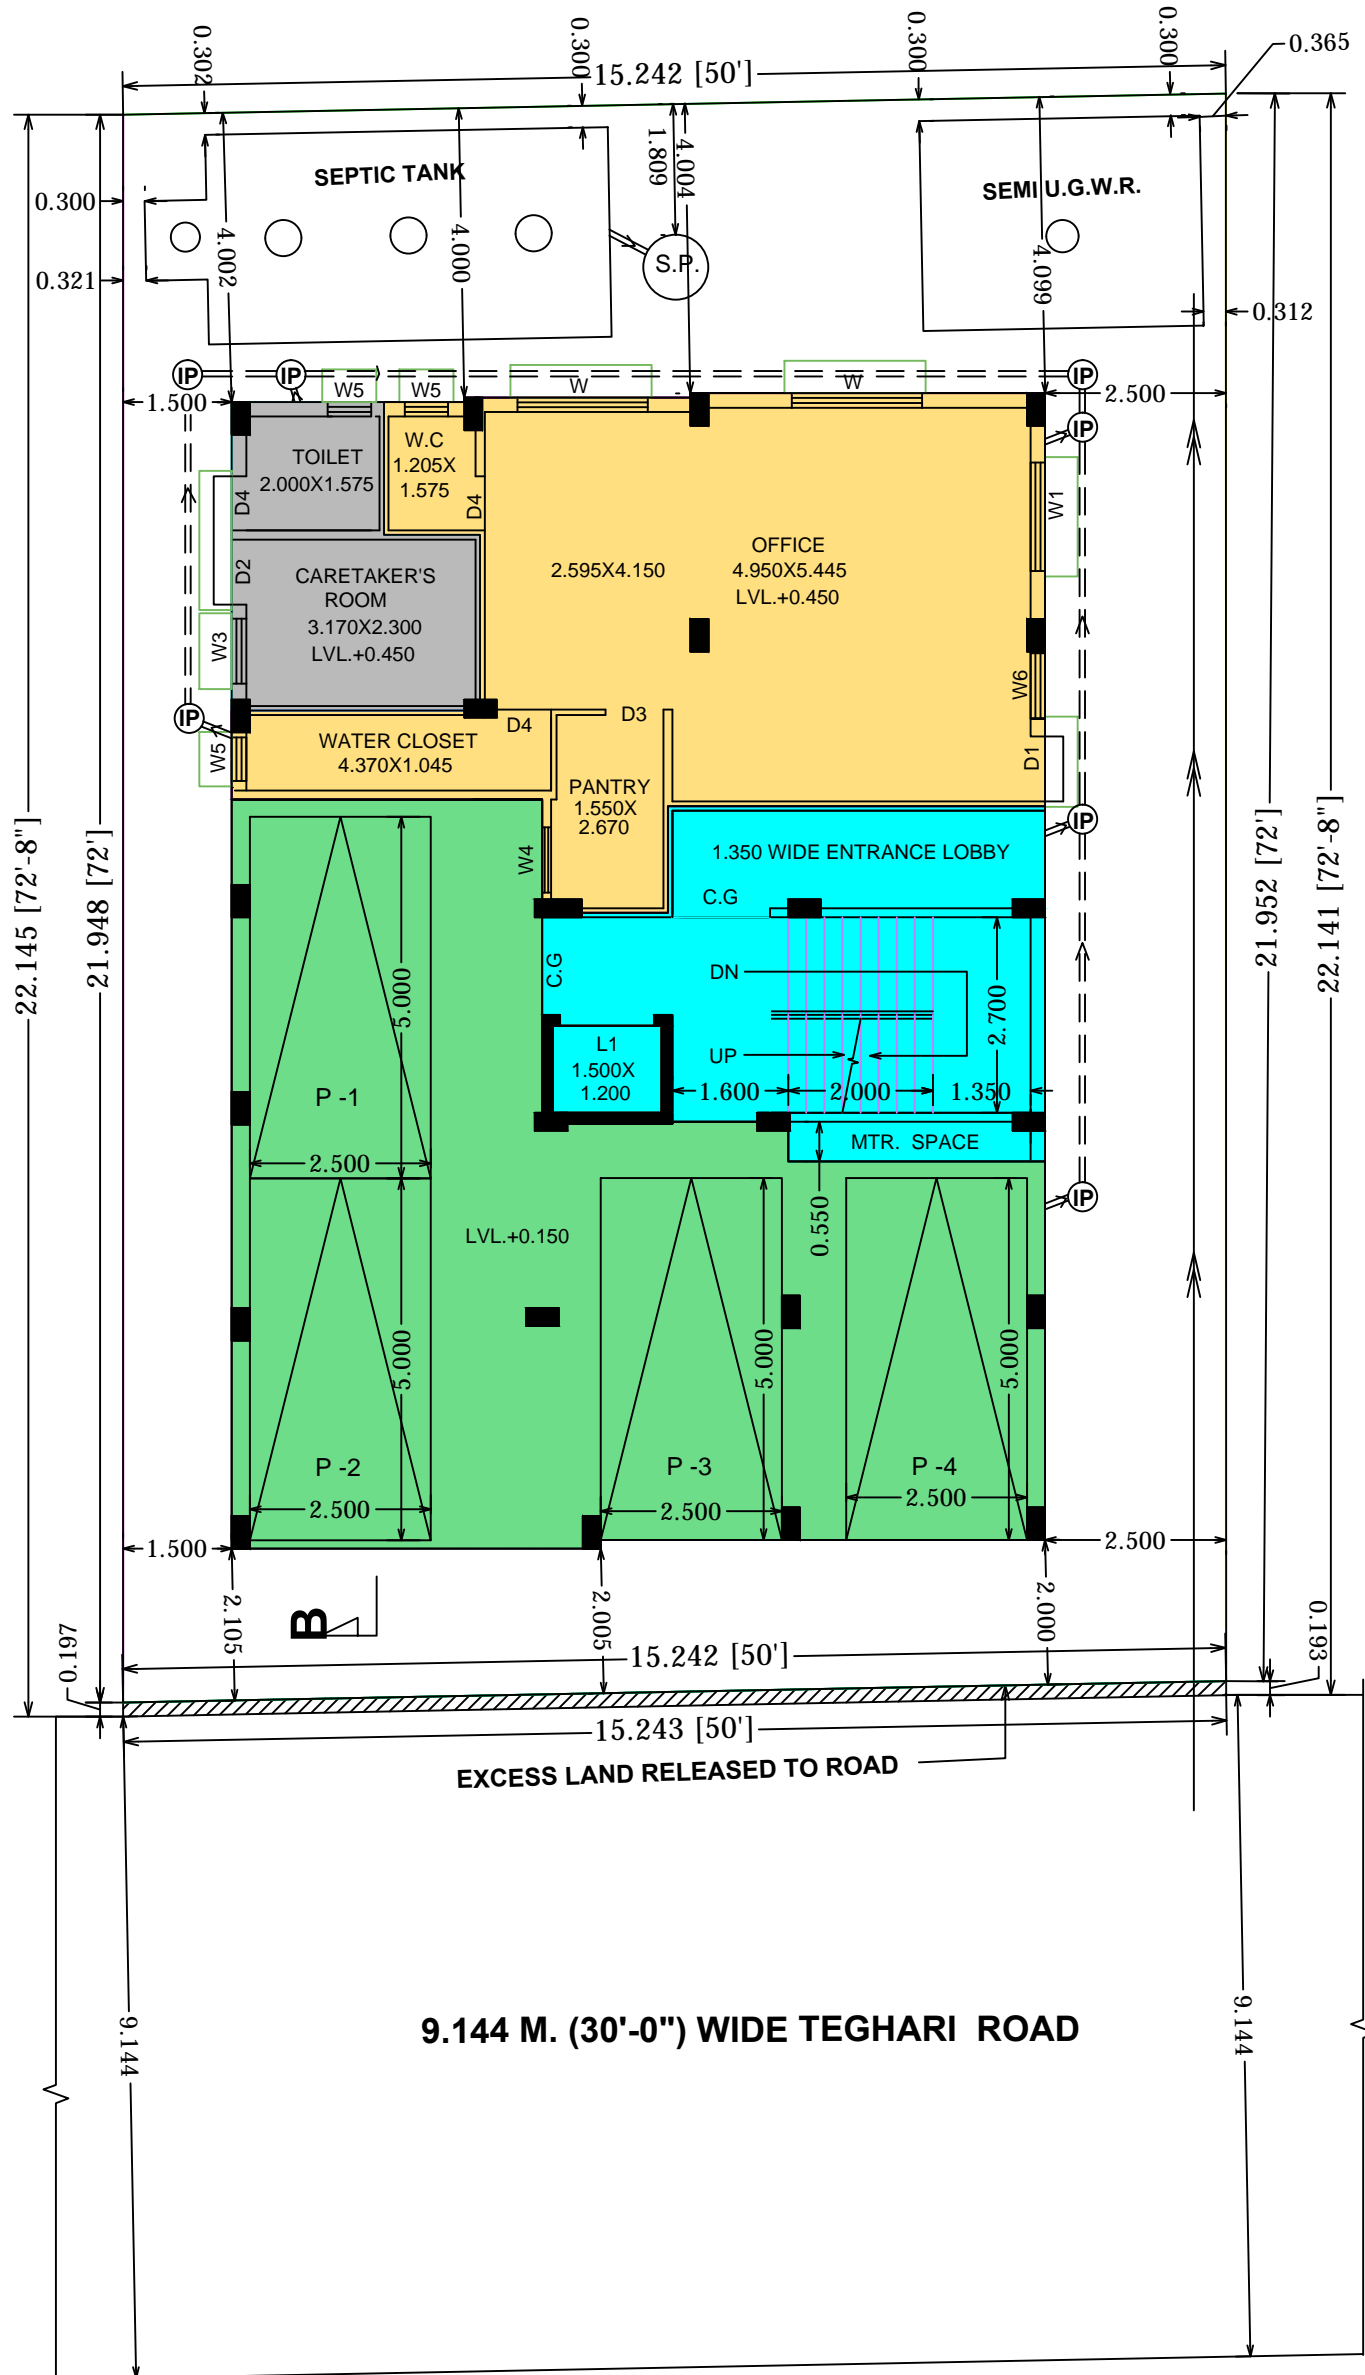 0.302
0.300
0.300
0.300
0.365
15.242 [50']
SEPTIC TANK
SEMI U.G.W.R.
1.809
4.004
0.300
0.321
4.002
4.000
S.P.
4.099
0.312
IP
IP
W5
W5
W
W
IP
1.500
2.500
IP
TOILET
2.000X1.575
W.C
1.205X
1.575
D4
D4
W1
OFFICE
4.950X5.445
LVL.+0.450
2.595X4.150
D2
CARETAKER'S
ROOM
3.170X2.300
LVL.+0.450
W3
W6
IP
D4
D3
W5
WATER CLOSET
4.370X1.045
D1
PANTRY
1.550X
2.670
IP
W4
1.350 WIDE ENTRANCE LOBBY
C.G
22.145 [72'-8"]
21.948 [72']
21.952 [72']
22.141 [72'-8"]
C.G
DN
5.000
2.700
L1
1.500X
1.200
UP
1.600
2.000
1.350
P -1
MTR. SPACE
2.500
IP
0.550
LVL.+0.150
5.000
5.000
5.000
P -2
P -3
P -4
2.500
2.500
2.500
1.500
2.500
2.105
B
2.005
2.000
0.197
0.193
15.242 [50']
15.243 [50']
EXCESS LAND RELEASED TO ROAD
9.144
9.144
9.144 M. (30'-0") WIDE TEGHARI ROAD